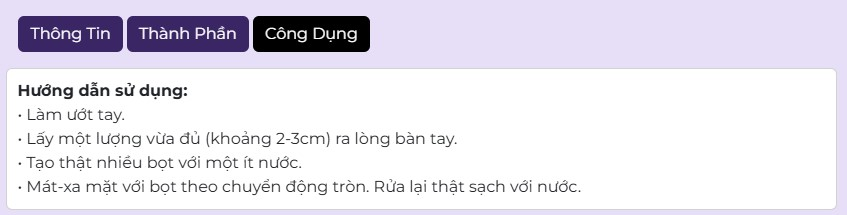 Thông Tin Thành Phần Công Dụng
Hướng dẫn sử dụng:
• Làm ướt tay.
• Lấy một lượng vừa đủ (khoảng 2-3cm) ra lòng bàn tay.
• Tạo thật nhiều bọt với một ít nước.
• Mát-xa mặt với bọt theo chuyển động tròn. Rửa lại thật sạch với nước.